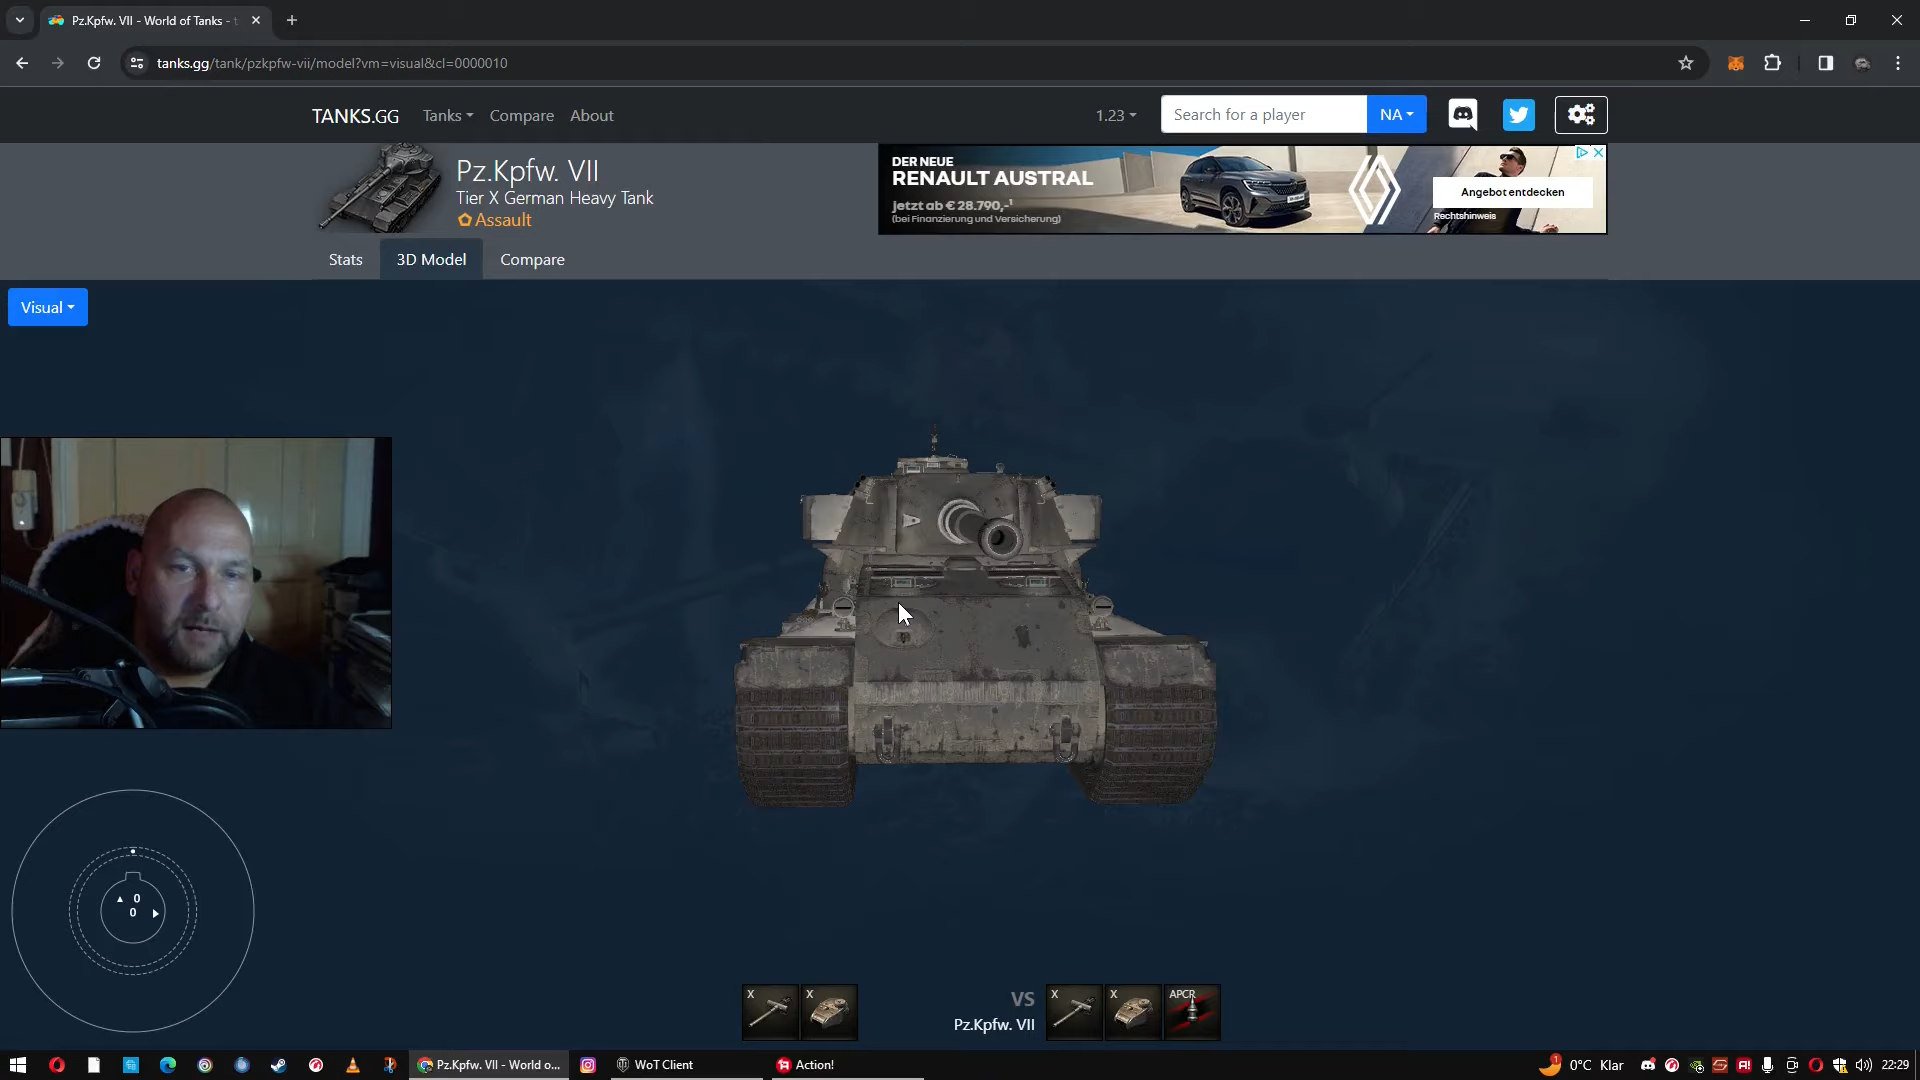 Pz.Kpfw. VII - World of Tanks - t
tanks.gg/tank/pzkpfw-vii/model?vm=visual&cl=0000010
TANKS.GG
Tanks
Compare
About
1.23
Search for a player
NA
Pz.Kpfw. VII
Tier X German Heavy Tank
Assault
DER NEUE
RENAULT AUSTRAL
jetzt ab € 28.790,-¹
(bei Finanzierung und Versicherung)
Angebot entdecken
Rechtshinweis
Stats
3D Model
Compare
Visual
0
0
X
X
VS
Pz.Kpfw. VII
X
X
APCR
Pz.Kpfw. VII - World o...
WoT Client
Action!
1
0°C Klar
22:29